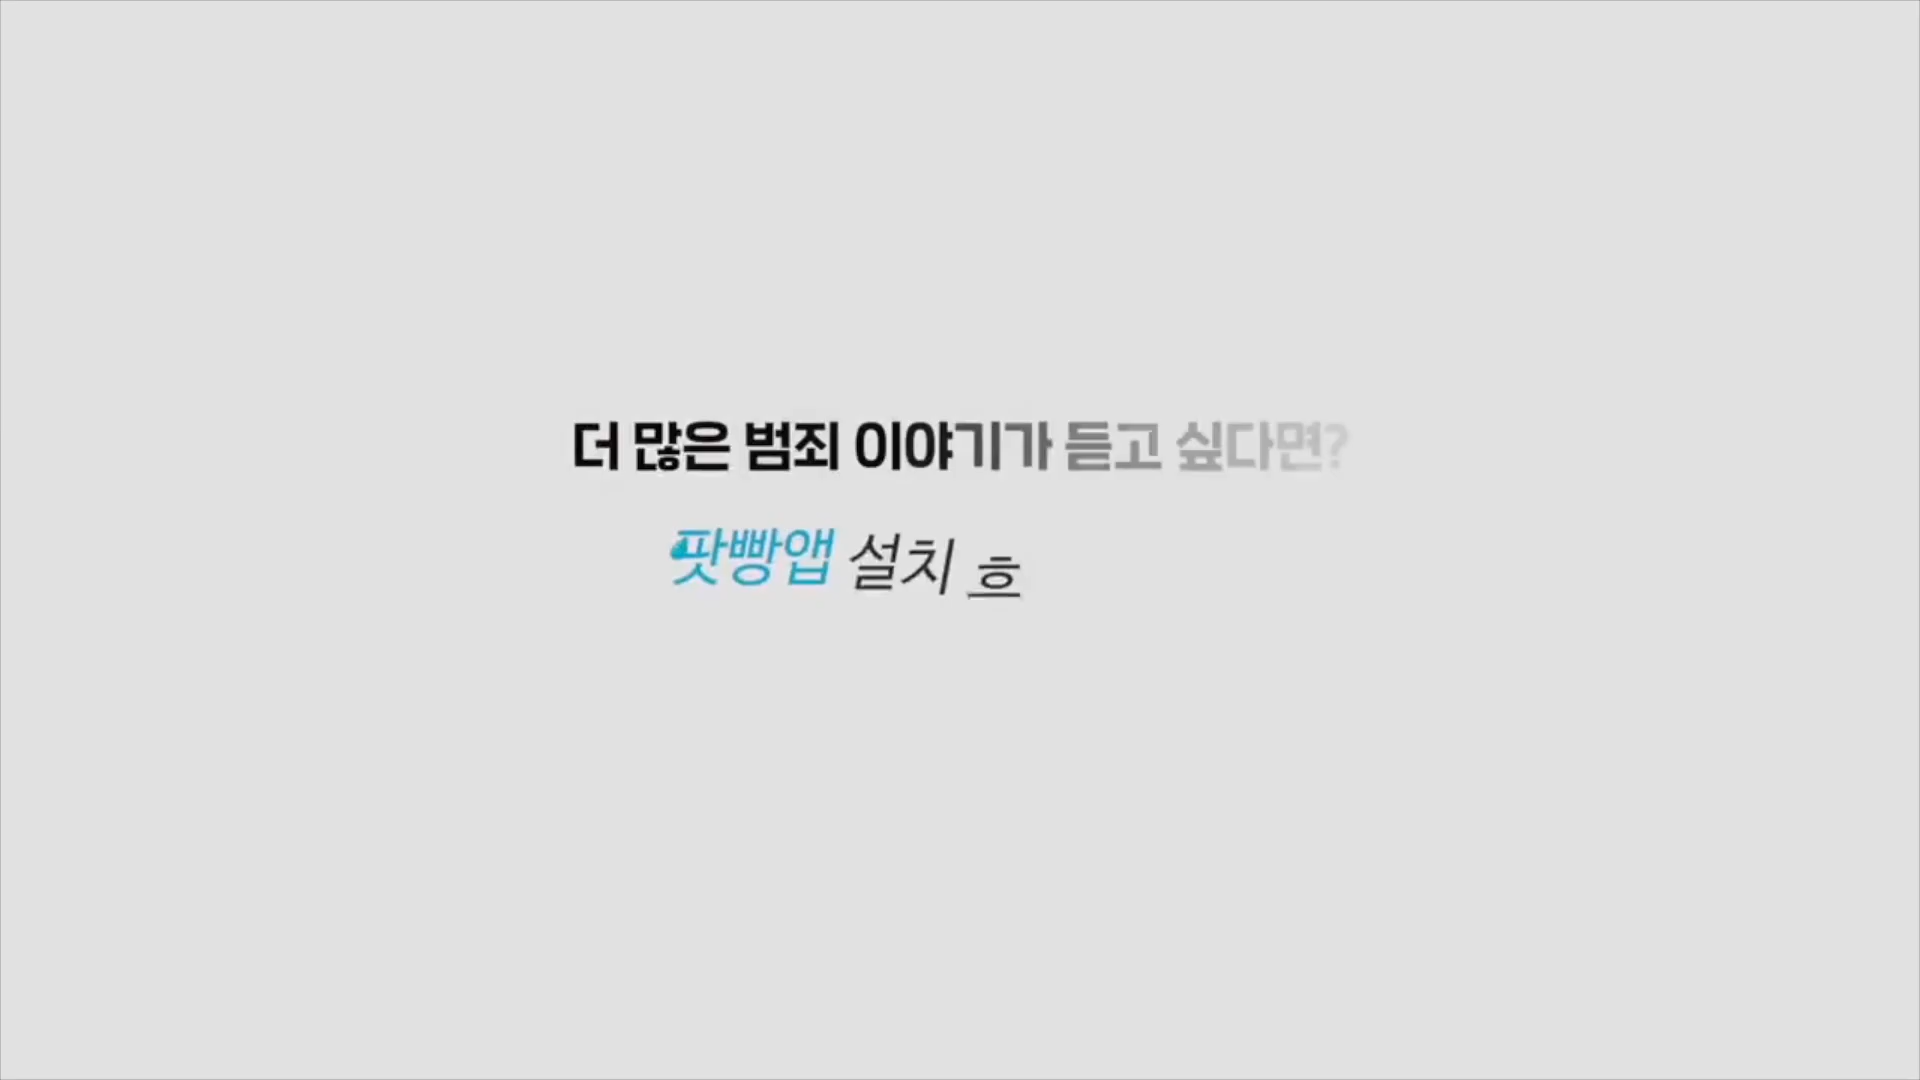 더 많은 범죄 이야기가 듣고 싶다면?
팟빵앱 설치